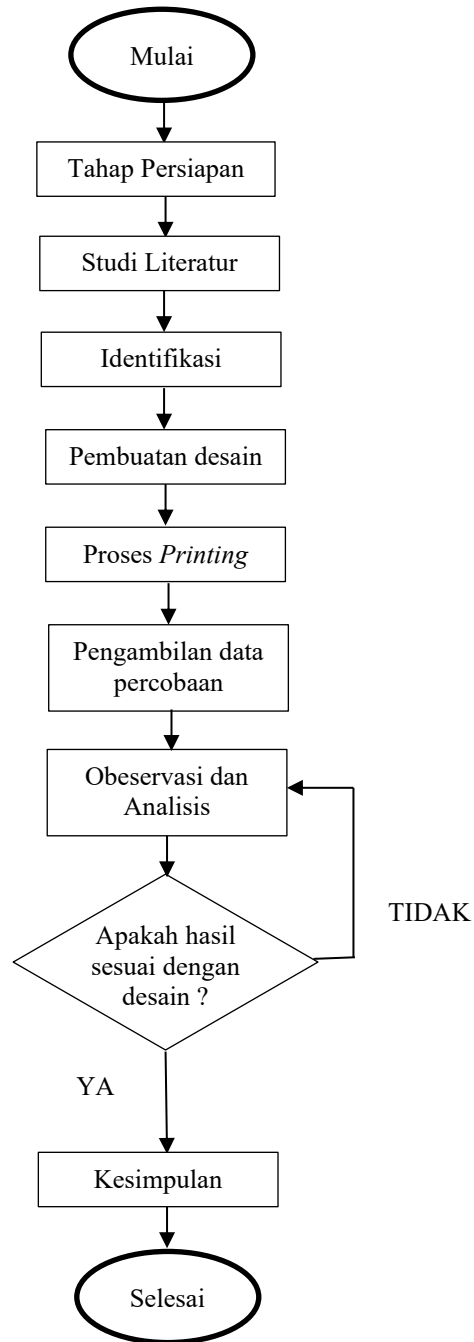 Mulai
Tahap Persiapan
Studi Literatur
Identifikasi
Pembuatan desain
Proses Printing
Pengambilan data
percobaan
Obeservasi dan
Analisis
TIDAK
Apakah hasil
sesuai dengan
desain ?
YA
Kesimpulan
Selesai